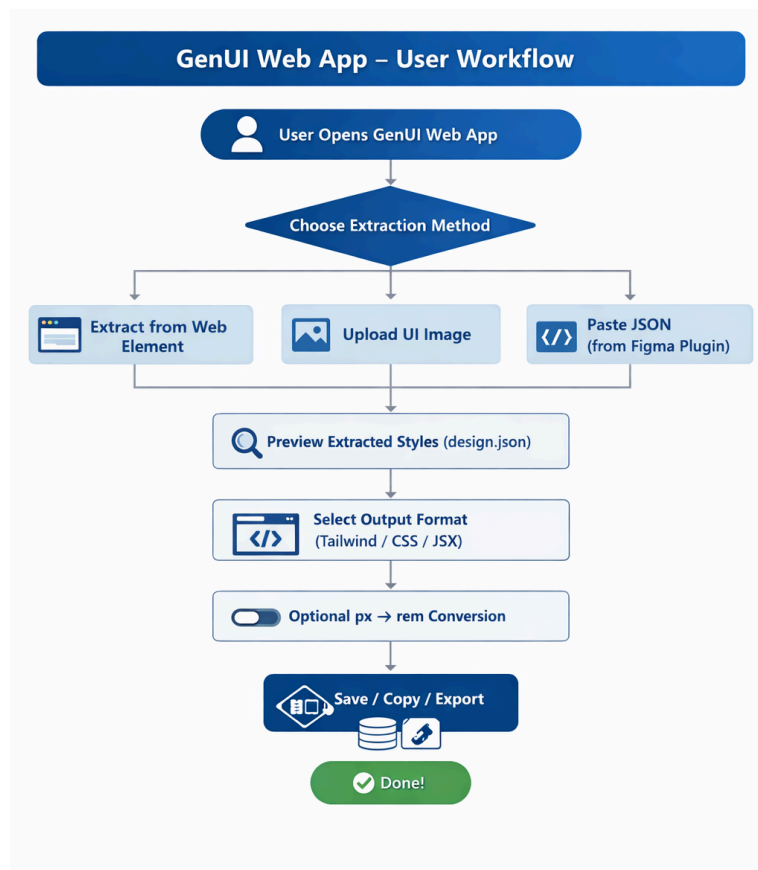 GenUI Web App – User Workflow
User Opens GenUI Web App
Choose Extraction Method
Extract from Web
Element
Upload UI Image
</>
Paste JSON
(from Figma Plugin)
Preview Extracted Styles (design.json)
</>
Select Output Format
(Tailwind / CSS / JSX)
Optional px → rem Conversion
Save / Copy / Export
Done!